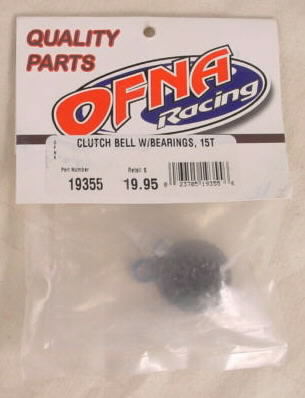 QUALITY
PARTS
OFNA
Racing
CLUTCH BELL W/BEARINGS, 15T
Part Number
Retail $
19355
19.95